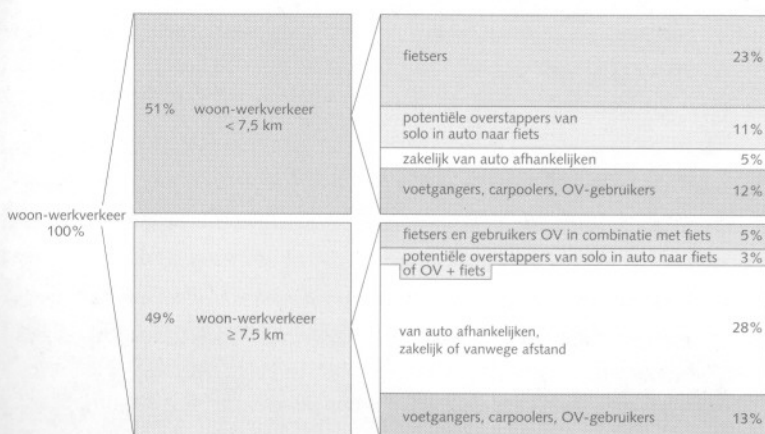 woon-werkverkeer
100%
51% woon-werkverkeer
< 7,5 km
fietsers 23%
potentiële overstappers van
solo in auto naar fiets 11%
zakelijk van auto afhankelijken 5%
voetgangers, carpoolers, OV-gebruikers 12%
49% woon-werkverkeer
≥ 7,5 km
fietsers en gebruikers OV in combinatie met fiets 5%
potentiële overstappers van solo in auto naar fiets 3%
of OV + fiets
van auto afhankelijken,
zakelijk of vanwege afstand 28%
voetgangers, carpoolers, OV-gebruikers 13%